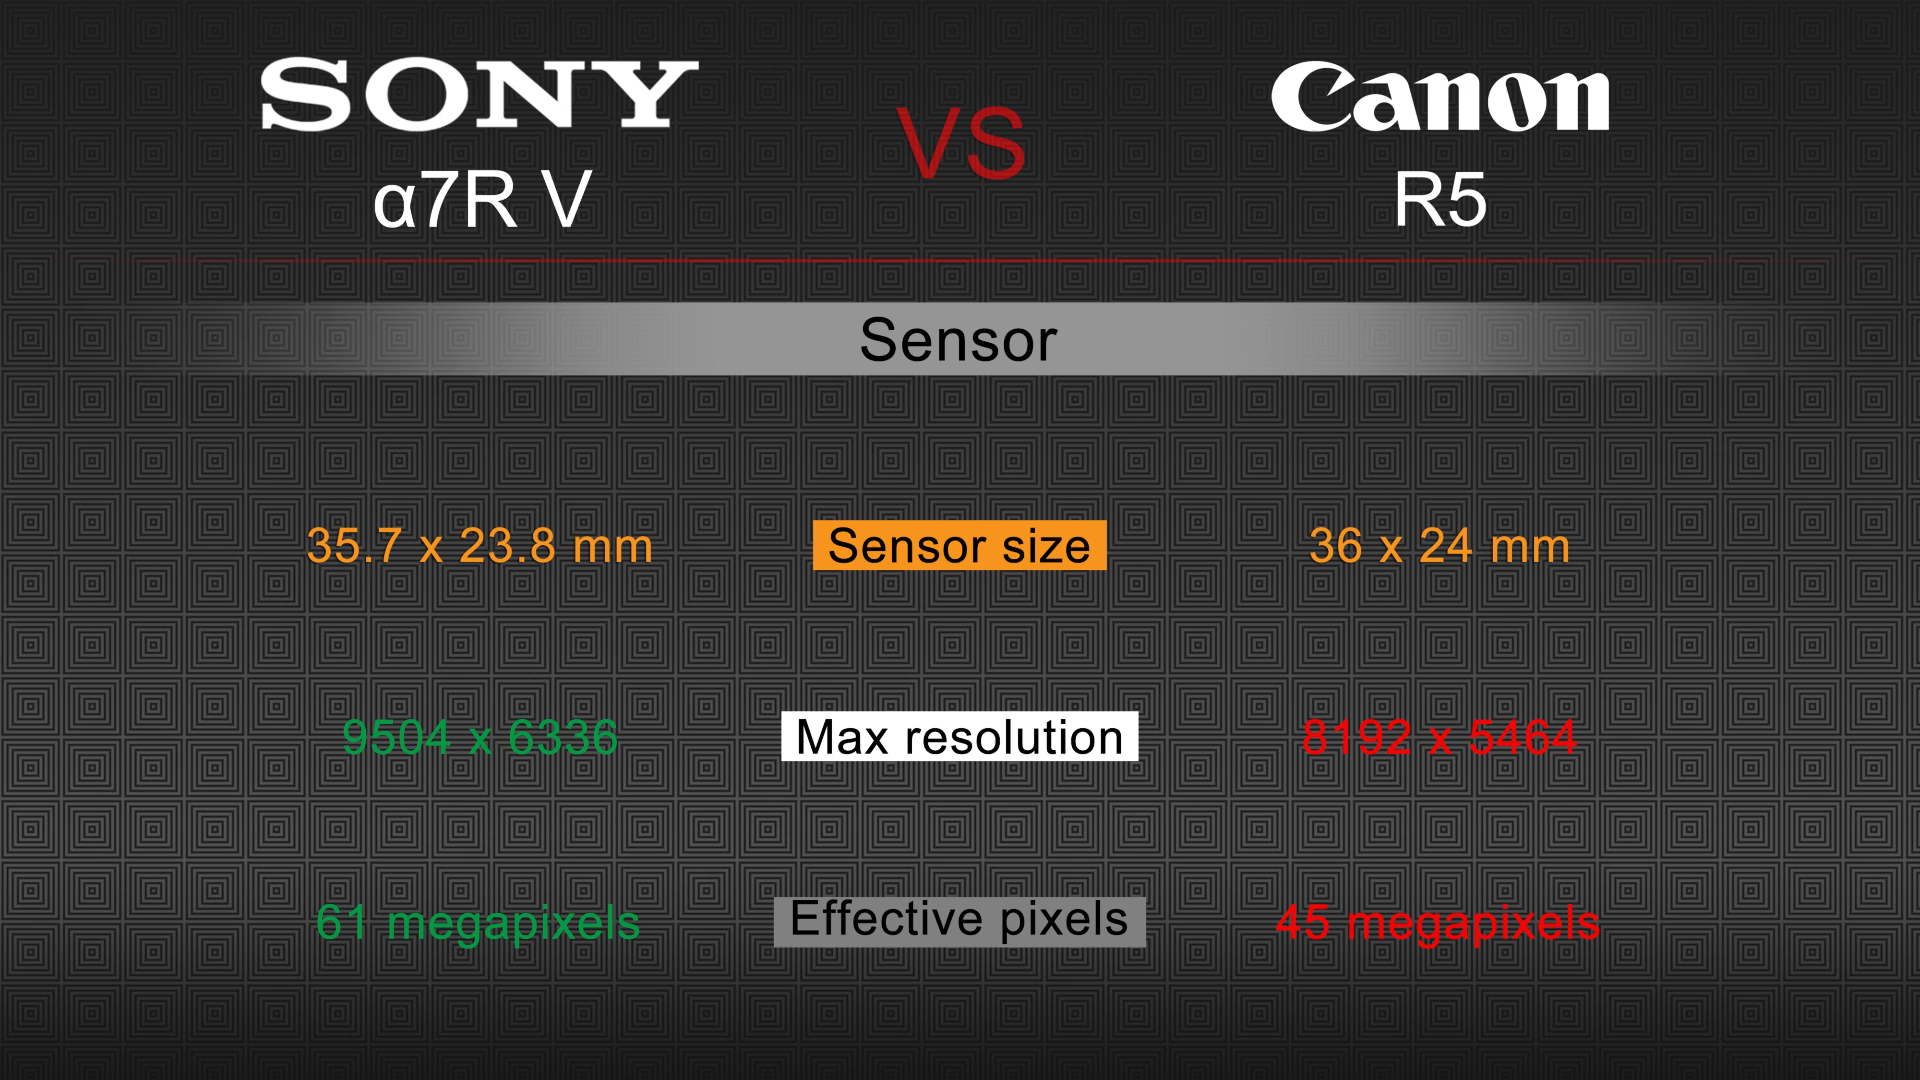 SONY
α7R V
VS
Canon
R5
Sensor
35.7 x 23.8 mm
Sensor size
36 x 24 mm
9504 x 6336
Max resolution
8192 x 5464
61 megapixels
Effective pixels
45 megapixels